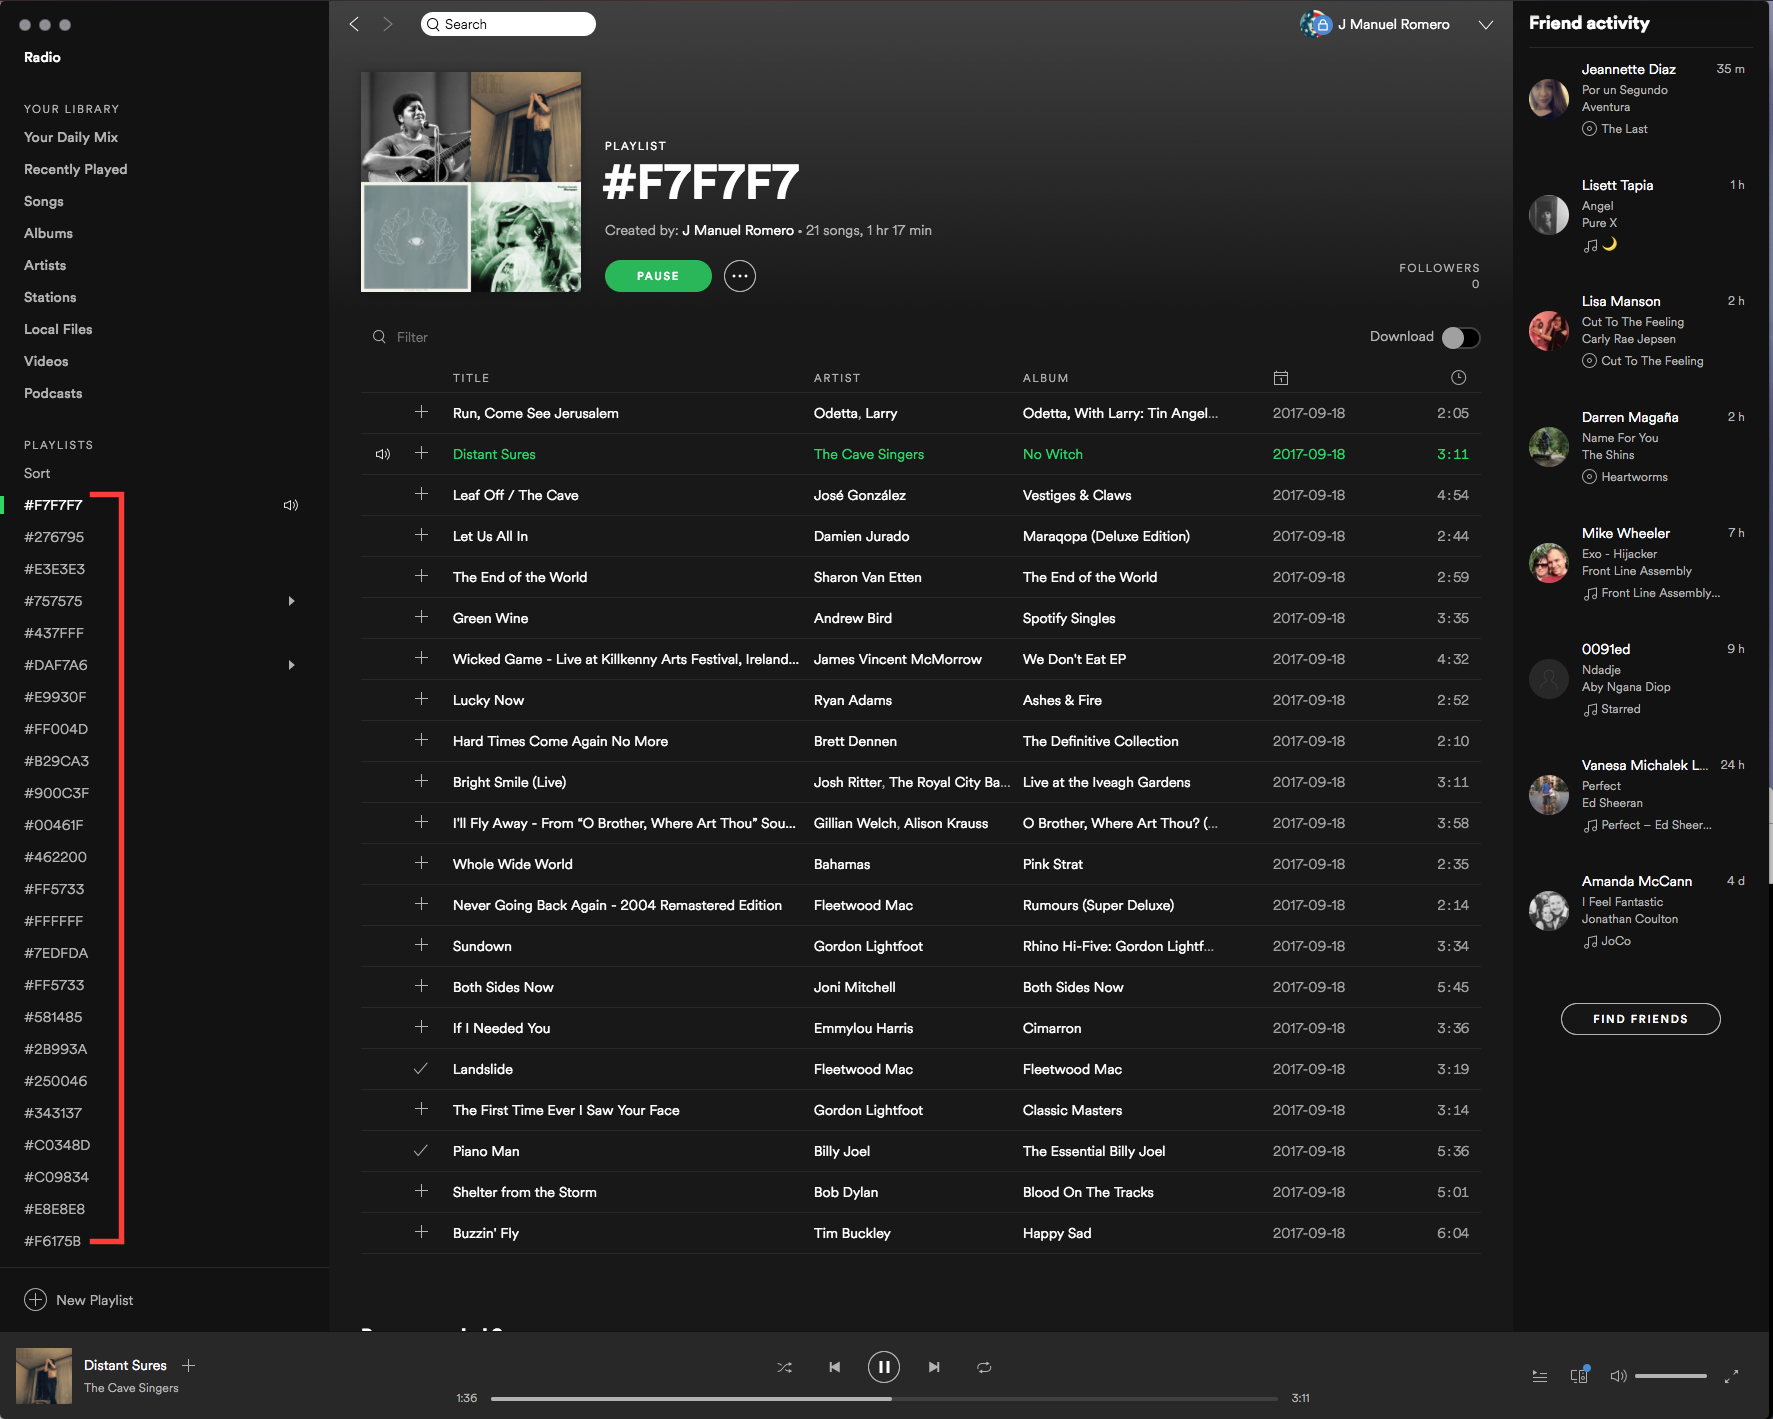 Radio
YOUR LIBRARY
Your Daily Mix
Recently Played
Songs
Albums
Artists
Stations
Local Files
Videos
Podcasts
PLAYLISTS
Sort
#F7F7F7
#276795
#E3E3E3
#757575
#437FFF
#DAF7A6
#E9930F
#FF004D
#B29CA3
#900C3F
#00461F
#462200
#FF5733
#FFFFFF
#7EDFDA
#FF5733
#581485
#2B993A
#250046
#343137
#C0348D
#C09834
#E8E8E8
#F6175B
New Playlist
Search
J Manuel Romero
PLAYLIST
#F7F7F7
Created by: J Manuel Romero • 21 songs, 1 hr 17 min
PAUSE
FOLLOWERS
0
Filter
Download
TITLE ARTIST ALBUM
Run, Come See Jerusalem Odetta, Larry Odetta, With Larry: Tin Angel... 2017-09-18 2:05
Distant Sures The Cave Singers No Witch 2017-09-18 3:11
Leaf Off / The Cave José González Vestiges & Claws 2017-09-18 4:54
Let Us All In Damien Jurado Maraqopa (Deluxe Edition) 2017-09-18 2:44
The End of the World Sharon Van Etten The End of the World 2017-09-18 2:59
Green Wine Andrew Bird Spotify Singles 2017-09-18 3:35
Wicked Game - Live at Killkenny Arts Festival, Ireland... James Vincent McMorrow We Don't Eat EP 2017-09-18 4:32
Lucky Now Ryan Adams Ashes & Fire 2017-09-18 2:52
Hard Times Come Again No More Brett Dennen The Definitive Collection 2017-09-18 2:10
Bright Smile (Live) Josh Ritter, The Royal City Ba... Live at the Iveagh Gardens 2017-09-18 3:11
I'll Fly Away - From “O Brother, Where Art Thou” Sou... Gillian Welch, Alison Krauss O Brother, Where Art Thou? (... 2017-09-18 3:58
Whole Wide World Bahamas Pink Strat 2017-09-18 2:35
Never Going Back Again - 2004 Remastered Edition Fleetwood Mac Rumours (Super Deluxe) 2017-09-18 2:14
Sundown Gordon Lightfoot Rhino Hi-Five: Gordon Lightf... 2017-09-18 3:34
Both Sides Now Joni Mitchell Both Sides Now 2017-09-18 5:45
If I Needed You Emmylou Harris Cimarron 2017-09-18 3:36
Landslide Fleetwood Mac Fleetwood Mac 2017-09-18 3:19
The First Time Ever I Saw Your Face Gordon Lightfoot Classic Masters 2017-09-18 3:14
Piano Man Billy Joel The Essential Billy Joel 2017-09-18 5:36
Shelter from the Storm Bob Dylan Blood On The Tracks 2017-09-18 5:01
Buzzin' Fly Tim Buckley Happy Sad 2017-09-18 6:04
Friend activity
Jeannette Diaz 35 m
Por un Segundo
Aventura
The Last
Lisett Tapia 1 h
Angel
Pure X
🌙
Lisa Manson 2 h
Cut To The Feeling
Carly Rae Jepsen
Cut To The Feeling
Darren Magaña 2 h
Name For You
The Shins
Heartworms
Mike Wheeler 7 h
Exo - Hijacker
Front Line Assembly
Front Line Assembly...
0091ed 9 h
Ndadje
Aby Ngana Diop
Starred
Vanesa Michalek L... 24 h
Perfect
Ed Sheeran
Perfect – Ed Sheer...
Amanda McCann 4 d
I Feel Fantastic
Jonathan Coulton
JoCo
FIND FRIENDS
Distant Sures
The Cave Singers
1:36 3:11